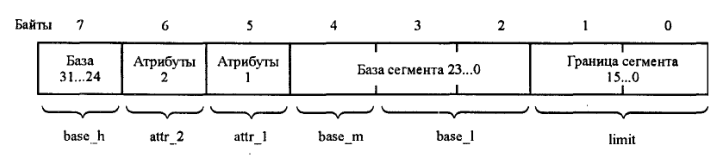 Байты 7 6 5 4 3 2 1 0
База Атрибуты Атрибуты База сегмента 23...0 Граница сегмента
31...24 2 1 15...0
base_h attr_2 attr_1 base_m base_l limit